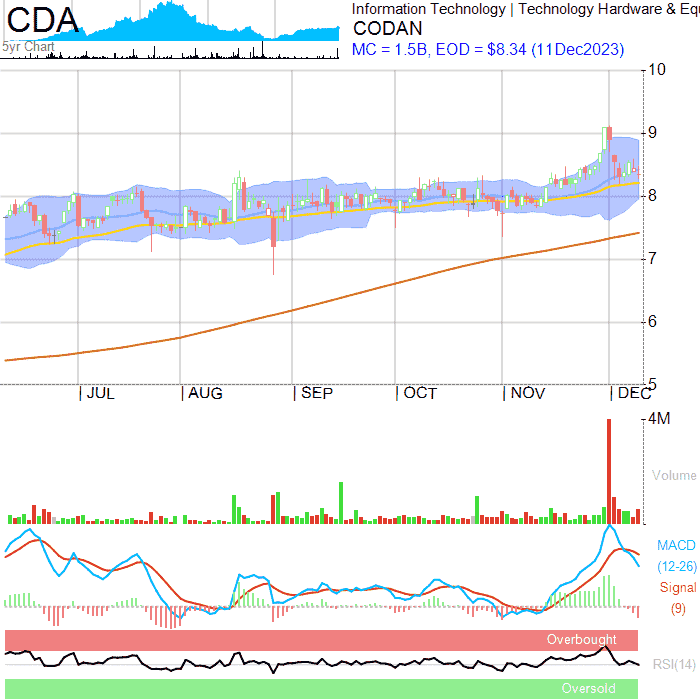 CDA
5yr Chart
Information Technology | Technology Hardware & Equ
CODAN
MC = 1.5B, EOD = $8.34 (11Dec2023)
10
9
8
7
6
5
| JUL | AUG | SEP | OCT | NOV | DEC
4M
Volume
MACD
(12-26)
Signal
(9)
Overbought
RSI(14)
Oversold